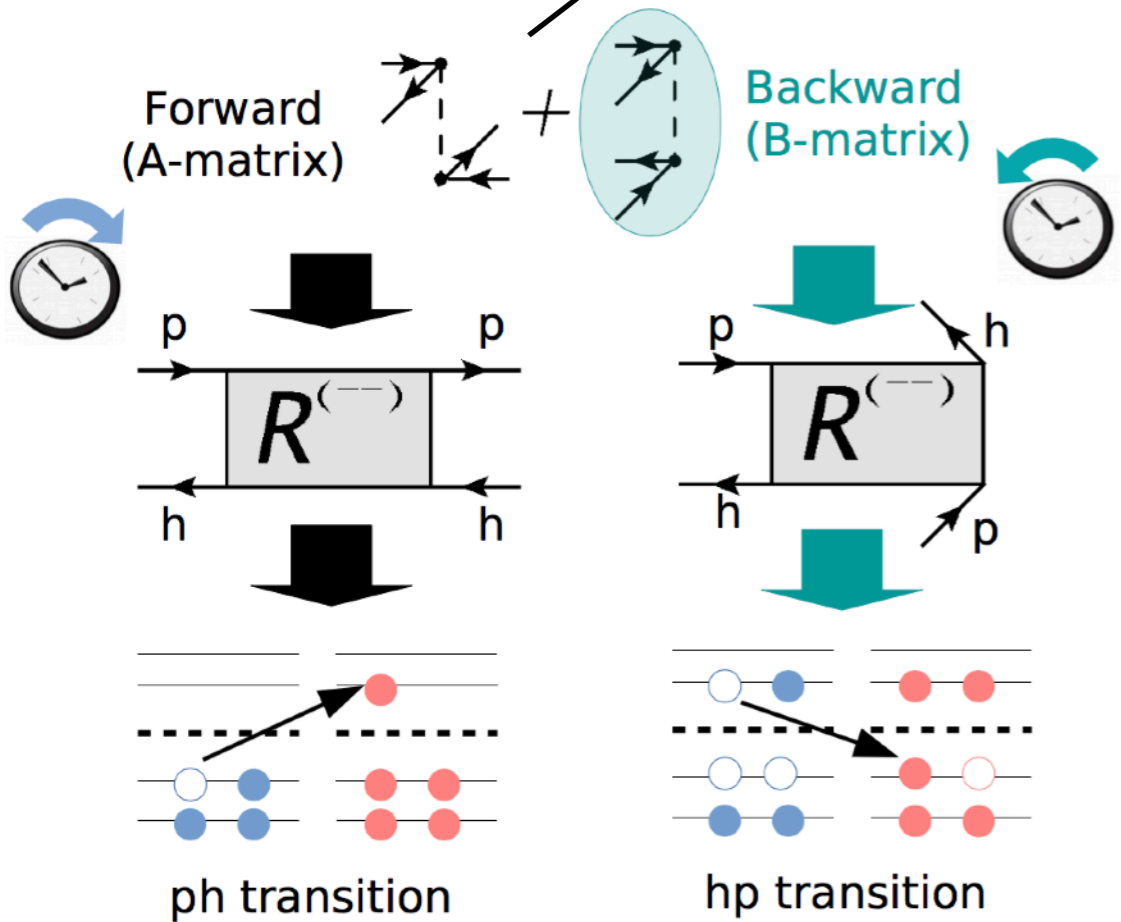 Forward
(A-matrix)
+
Backward
(B-matrix)
p
p
R(−−)
h
h
p
h
R(−−)
h
p
ph transition
hp transition